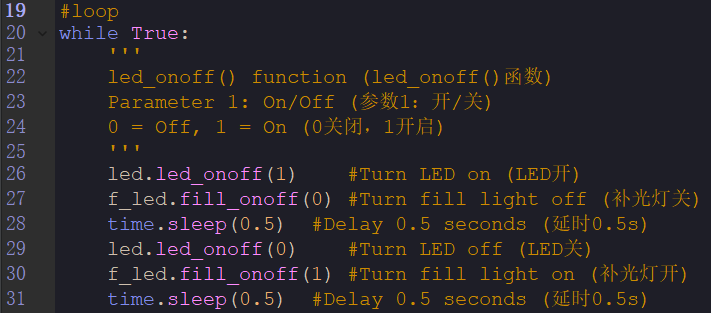 19 #loop
20 while True:
21     '''
22     led_onoff() function (led_onoff()函数)
23     Parameter 1: On/Off (参数1: 开/关)
24     0 = Off, 1 = On (0关闭，1开启)
25     '''
26     led.led_onoff(1)    #Turn LED on (LED开)
27     f_led.fill_onoff(0) #Turn fill light off (补光灯关)
28     time.sleep(0.5)  #Delay 0.5 seconds (延时0.5s)
29     led.led_onoff(0)    #Turn LED off (LED关)
30     f_led.fill_onoff(1) #Turn fill light on (补光灯开)
31     time.sleep(0.5)  #Delay 0.5 seconds (延时0.5s)